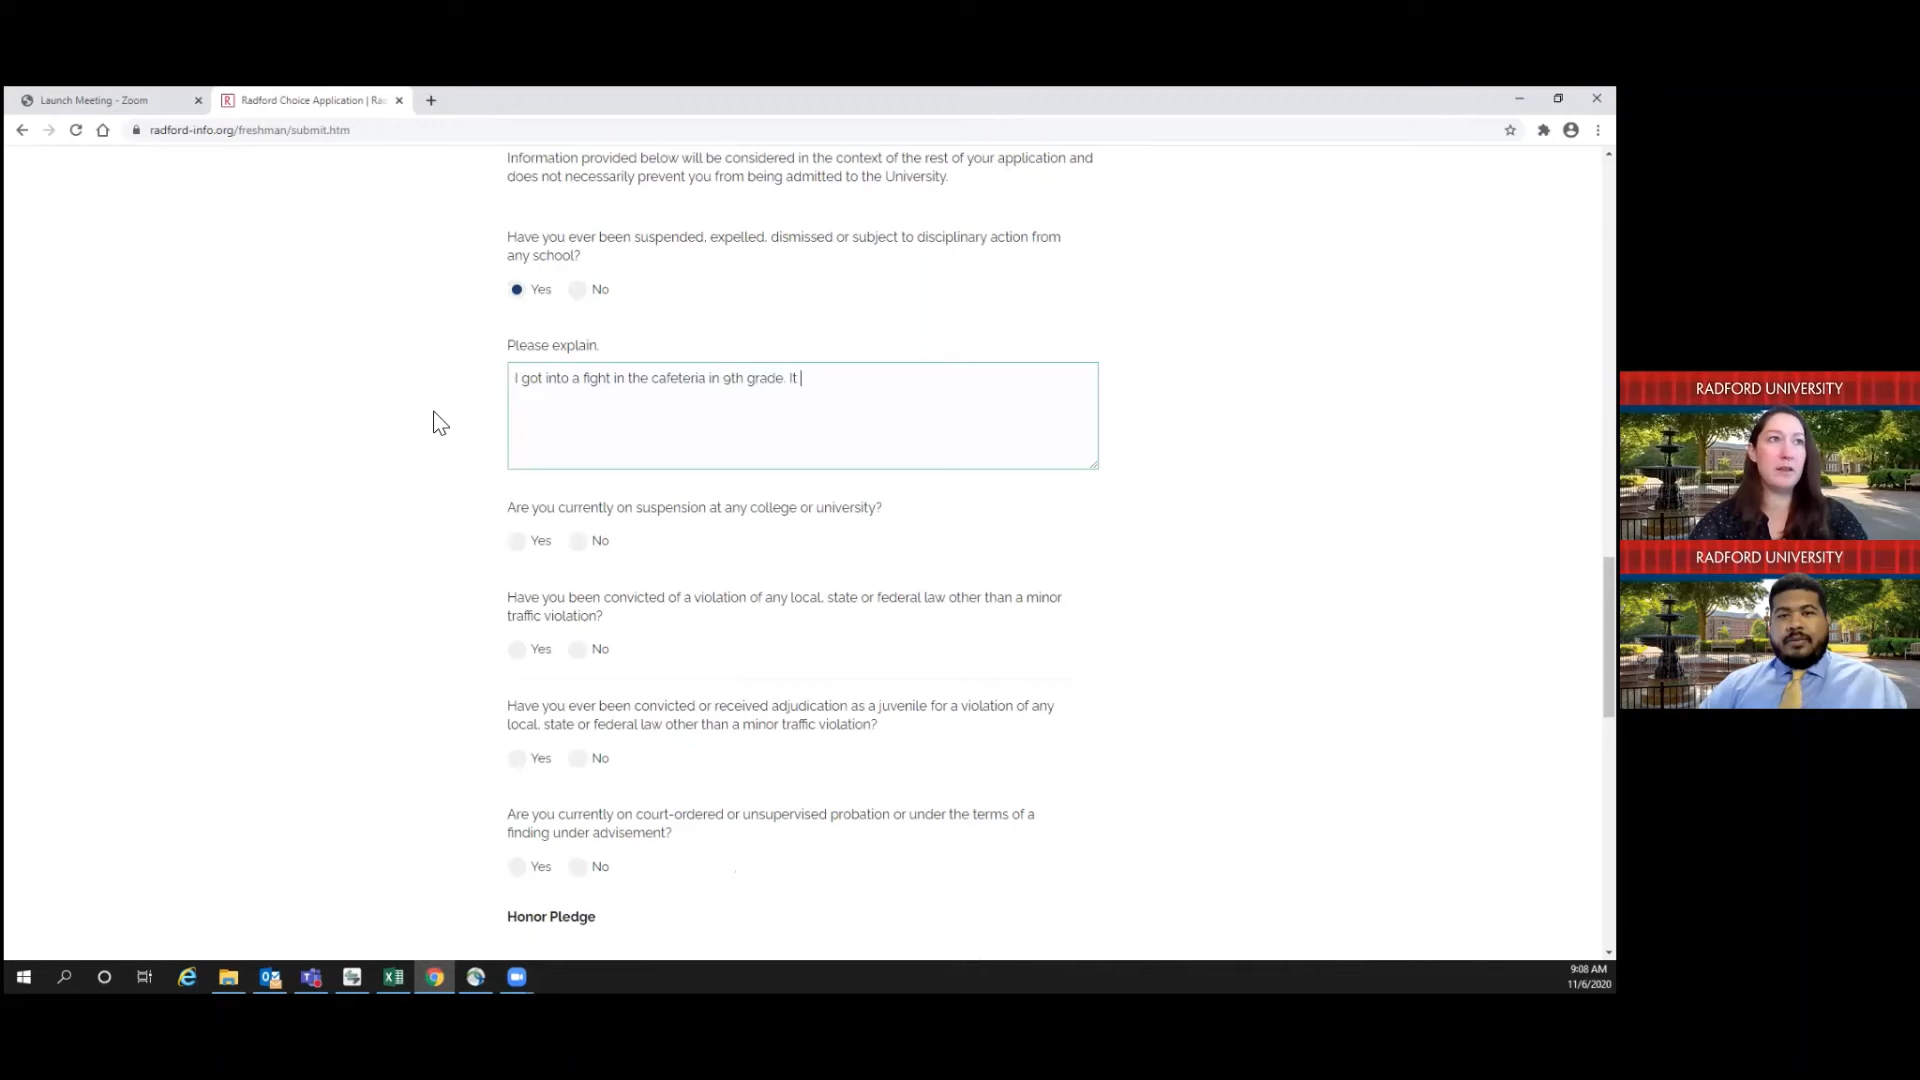 Launch Meeting - Zoom
Radford Choice Application | Ra
radford-info.org/freshman/submit.htm
Information provided below will be considered in the context of the rest of your application and
does not necessarily prevent you from being admitted to the University.
Have you ever been suspended, expelled, dismissed or subject to disciplinary action from
any school?
Yes No
Please explain.
I got into a fight in the cafeteria in 9th grade. It
Are you currently on suspension at any college or university?
Yes No
Have you been convicted of a violation of any local, state or federal law other than a minor
traffic violation?
Yes No
Have you ever been convicted or received adjudication as a juvenile for a violation of any
local, state or federal law other than a minor traffic violation?
Yes No
Are you currently on court-ordered or unsupervised probation or under the terms of a
finding under advisement?
Yes No
Honor Pledge
9:08 AM
11/6/2020
RADFORD UNIVERSITY
RADFORD UNIVERSITY